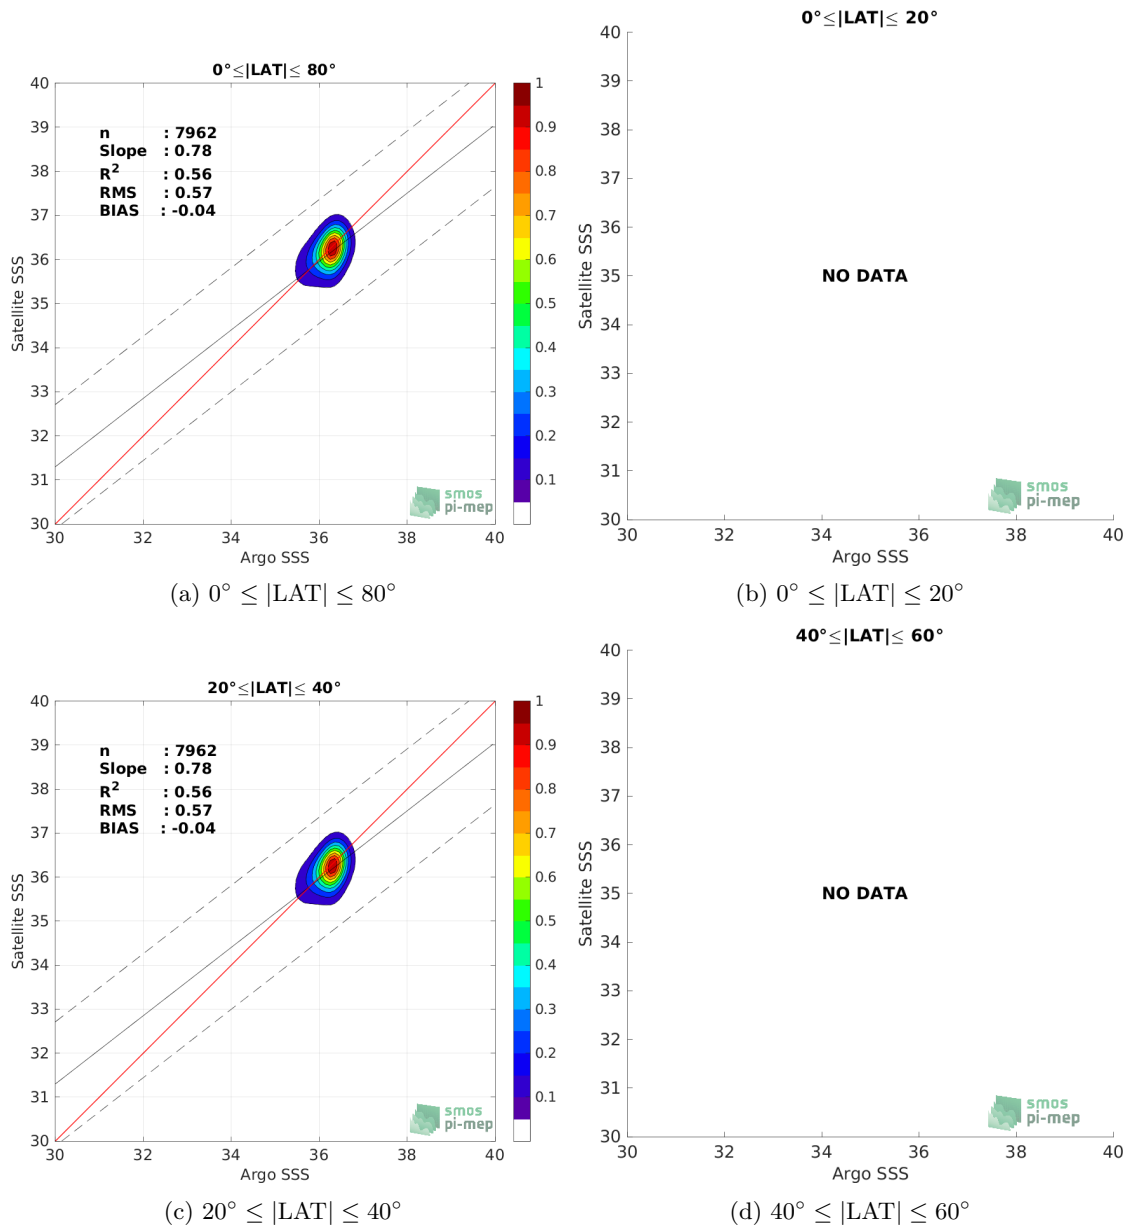 0°≤|LAT|≤ 80°
40
39
38
37
36
35
34
33
32
31
30
Satellite SSS
n : 7962
Slope : 0.78
R² : 0.56
RMS : 0.57
BIAS : -0.04
1
0.9
0.8
0.7
0.6
0.5
0.4
0.3
0.2
0.1
smos
pi-mep
30 32 34 36 38 40
Argo SSS
(a) 0° ≤ |LAT| ≤ 80°
0°≤|LAT|≤ 20°
40
39
38
37
36
35
34
33
32
31
30
Satellite SSS
NO DATA
smos
pi-mep
30 32 34 36 38 40
Argo SSS
(b) 0° ≤ |LAT| ≤ 20°
20°≤|LAT|≤ 40°
40
39
38
37
36
35
34
33
32
31
30
Satellite SSS
n : 7962
Slope : 0.78
R² : 0.56
RMS : 0.57
BIAS : -0.04
1
0.9
0.8
0.7
0.6
0.5
0.4
0.3
0.2
0.1
smos
pi-mep
30 32 34 36 38 40
Argo SSS
(c) 20° ≤ |LAT| ≤ 40°
40°≤|LAT|≤ 60°
40
39
38
37
36
35
34
33
32
31
30
Satellite SSS
NO DATA
smos
pi-mep
30 32 34 36 38 40
Argo SSS
(d) 40° ≤ |LAT| ≤ 60°